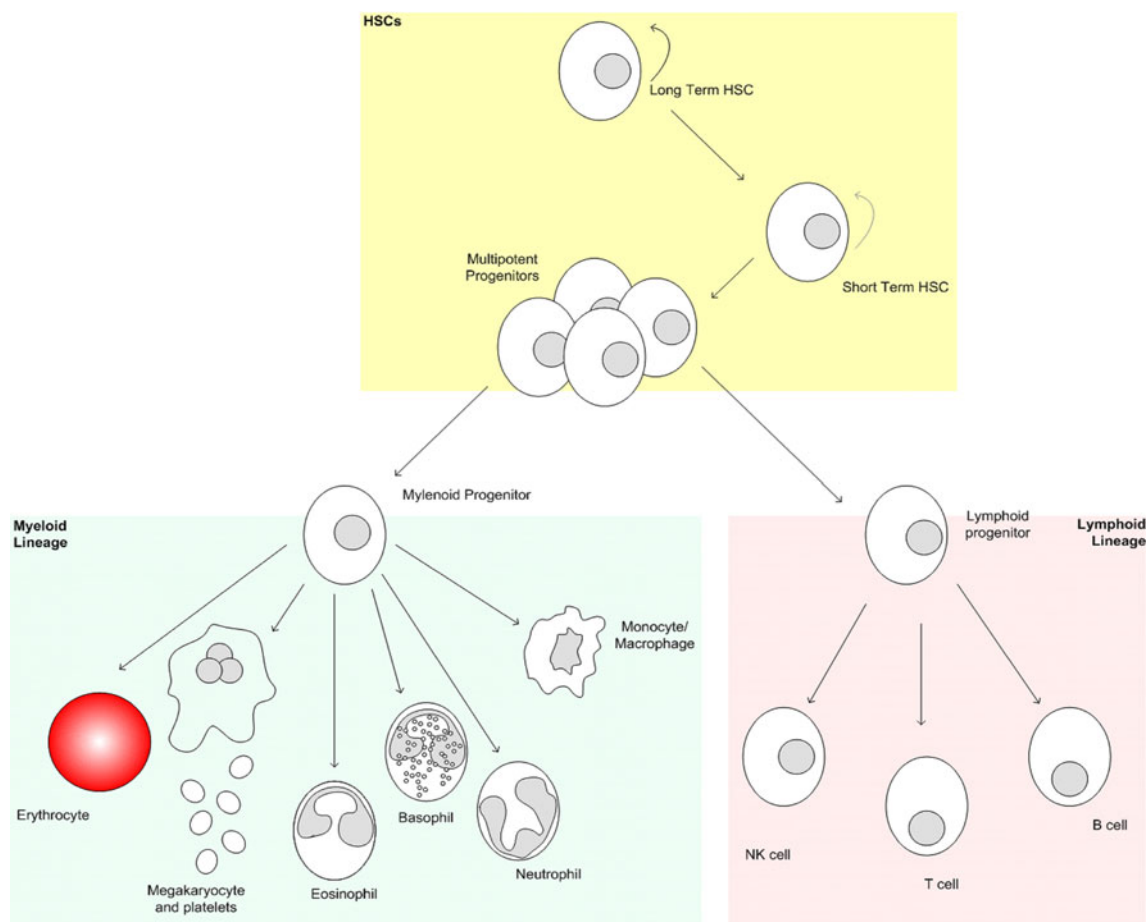 HSCs
Long Term HSC
Multipotent
Progenitors
Short Term HSC
Mylenoid Progenitor
Myeloid
Lineage
Lymphoid
progenitor
Lymphoid
Lineage
Monocyte/
Macrophage
Erythrocyte
Basophil
B cell
NK cell
Neutrophil
T cell
Megakaryocyte
and platelets
Eosinophil